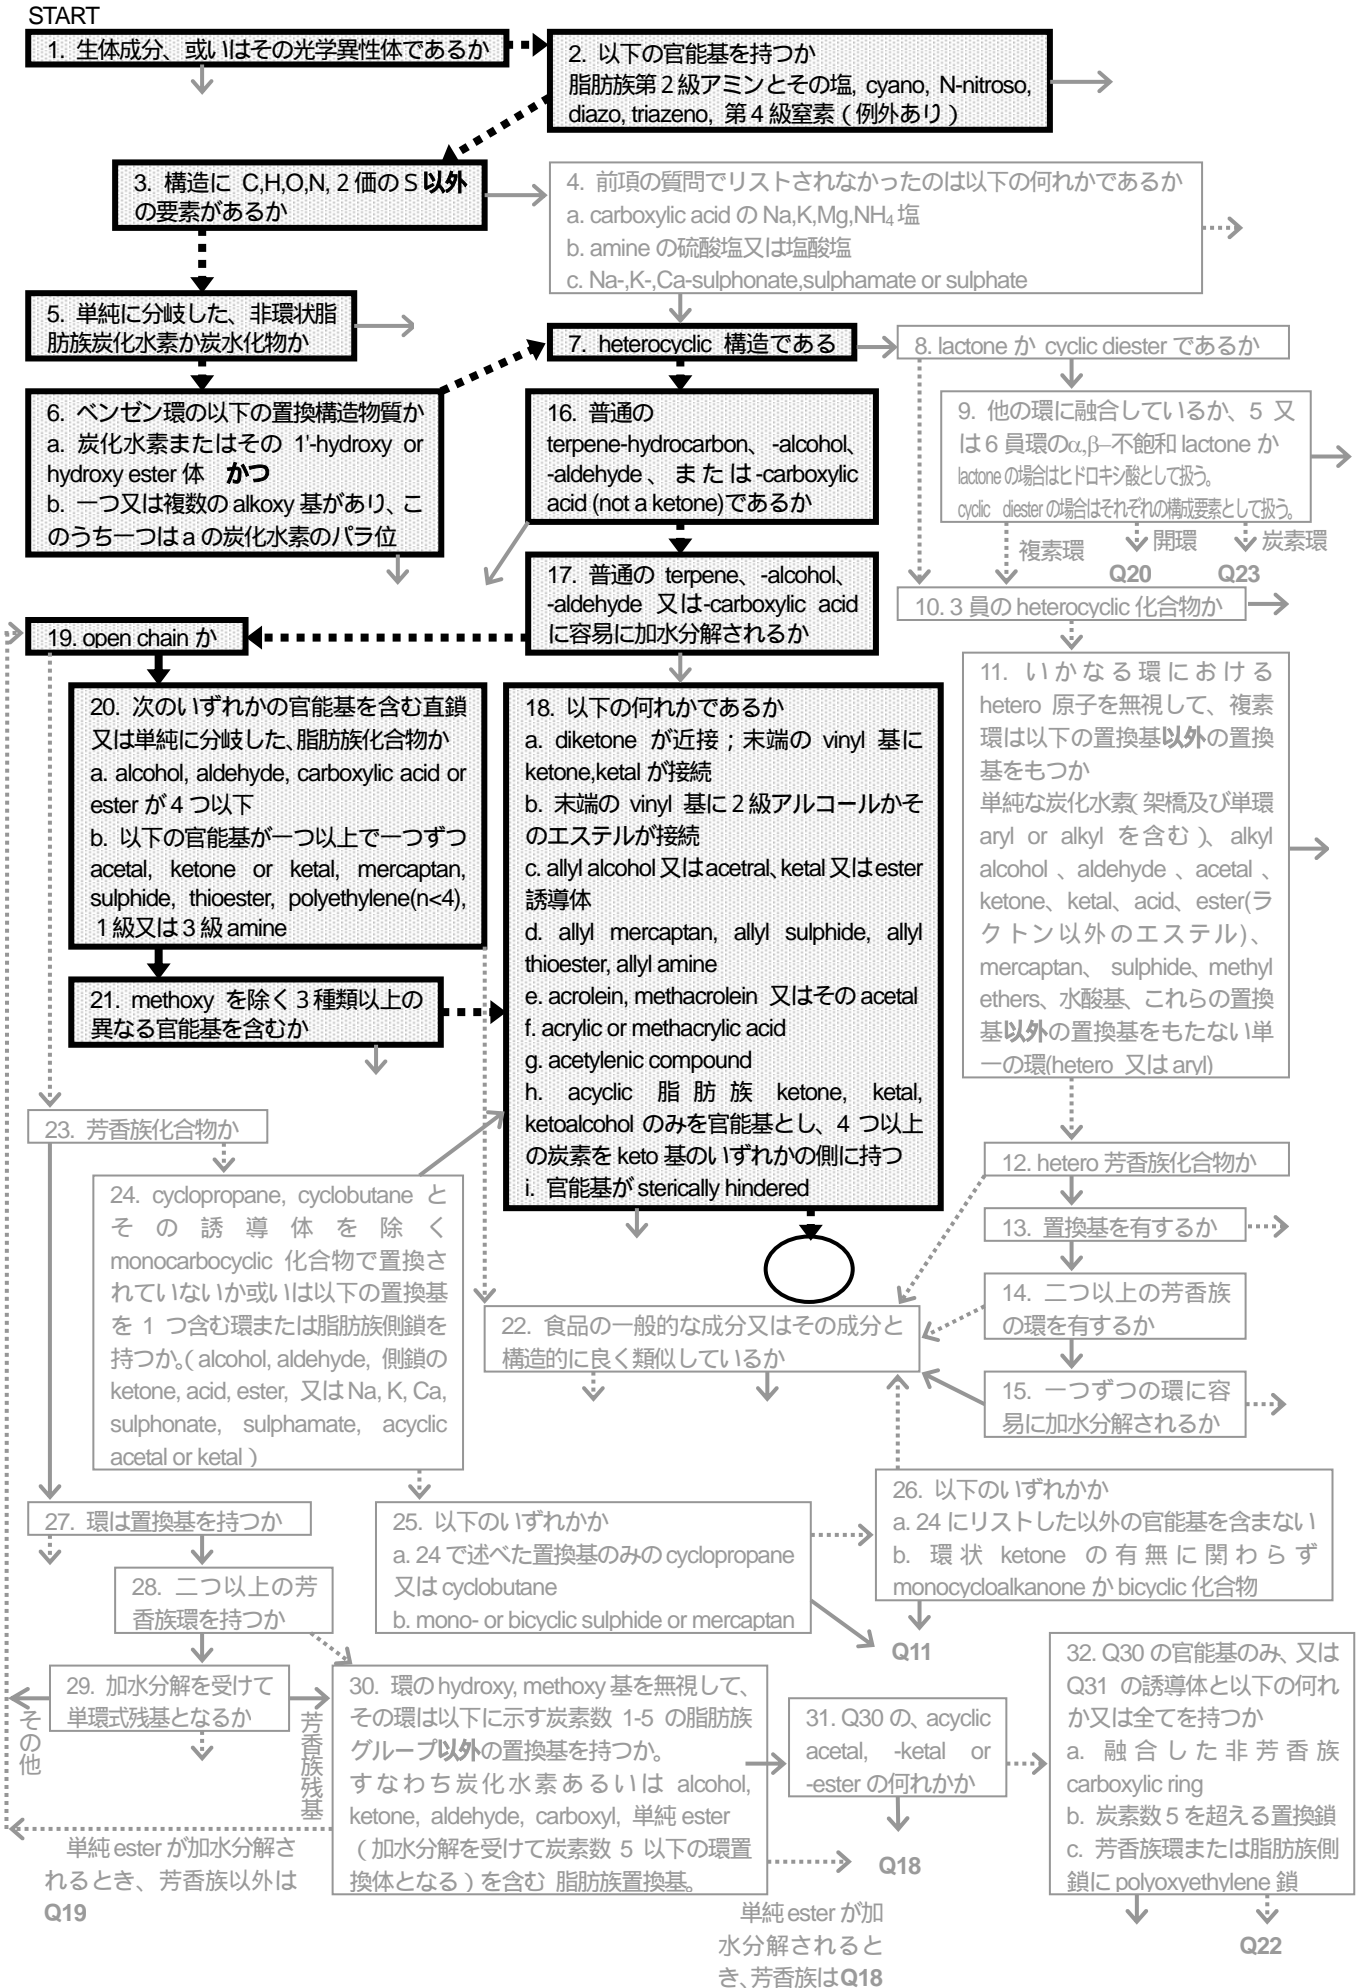 START
1. 生体成分、或いはその光学異性体であるか
2. 以下の官能基を持つか
脂肪族第2級アミンとその塩, cyano, N-nitroso,
diazo, triazeno, 第4級窒素（例外あり）
3. 構造に C,H,O,N, 2価のS以外
の要素があるか
4. 前項の質問でリストされなかったのは以下の何れかであるか
a. carboxylic acid の Na,K,Mg,NH₄塩
b. amine の硫酸塩又は塩酸塩
c. Na-,K-,Ca-sulphonate,sulphamate or sulphate
5. 単純に分岐した、非環状脂
肪族炭化水素か炭水化物か
7. heterocyclic 構造である
8. lactone か cyclic diester であるか
6. ベンゼン環の以下の置換構造物質か
a. 炭化水素またはその 1'-hydroxy or
hydroxy ester 体 かつ
b. 一つ又は複数の alkoxy 基があり、こ
のうち一つは a の炭化水素のパラ位
16. 普通の
terpene-hydrocarbon、-alcohol、
-aldehyde、または-carboxylic
acid (not a ketone)であるか
9. 他の環に融合しているか、5 又
は 6 員環のα,β−不飽和 lactone か
lactone の場合はヒドロキシ酸として扱う。
cyclic diester の場合はそれぞれの構成要素として扱う。
複素環
開環
炭素環
Q20
Q23
17. 普通の terpene、-alcohol、
-aldehyde 又は-carboxylic acid
に容易に加水分解されるか
10. 3 員の heterocyclic 化合物か
19. open chain か
20. 次のいずれかの官能基を含む直鎖
又は単純に分岐した、脂肪族化合物か
a. alcohol, aldehyde, carboxylic acid or
ester が 4 つ以下
b. 以下の官能基が一つ以上で一つずつ
acetal, ketone or ketal, mercaptan,
sulphide, thioester, polyethylene(n<4),
1級又は3級 amine
18. 以下の何れかであるか
a. diketone が近接；末端の vinyl 基に
ketone,ketal が接続
b. 末端の vinyl 基に2級アルコールかそ
のエステルが接続
c. allyl alcohol 又は acetral、ketal 又は ester
誘導体
d. allyl mercaptan, allyl sulphide, allyl
thioester, allyl amine
e. acrolein, methacrolein 又はその acetal
f. acrylic or methacrylic acid
g. acetylenic compound
h. acyclic 脂肪族 ketone, ketal,
ketoalcohol のみを官能基とし、4 つ以上
の炭素を keto 基のいずれかの側に持つ
i. 官能基が sterically hindered
11. いかなる環における
hetero 原子を無視して、複素
環は以下の置換基以外の置換
基をもつか
単純な炭化水素(架橋及び単環
aryl or alkyl を含む)、alkyl
alcohol、aldehyde、acetal、
ketone、ketal、acid、ester(ラ
クトン以外のエステル)、
mercaptan、sulphide、methyl
ethers、水酸基、これらの置換
基以外の置換基をもたない単
一の環(hetero 又は aryl)
21. methoxy を除く3種類以上の
異なる官能基を含むか
23. 芳香族化合物か
12. hetero 芳香族化合物か
24. cyclopropane, cyclobutane と
その誘導体を除く
monocarbocyclic 化合物で置換さ
れていないか或いは以下の置換基
を 1 つ含む環または脂肪族側鎖を
持つか。(alcohol, aldehyde, 側鎖の
ketone, acid, ester, 又は Na, K, Ca,
sulphonate, sulphamate, acyclic
acetal or ketal )
13. 置換基を有するか
14. 二つ以上の芳香族
の環を有するか
22. 食品の一般的な成分又はその成分と
構造的に良く類似しているか
15. 一つずつの環に容
易に加水分解されるか
27. 環は置換基を持つか
25. 以下のいずれかか
a. 24 で述べた置換基のみの cyclopropane
又は cyclobutane
b. mono- or bicyclic sulphide or mercaptan
26. 以下のいずれかか
a. 24 にリストした以外の官能基を含まない
b. 環状 ketone の有無に関わらず
monocycloalkanone か bicyclic 化合物
28. 二つ以上の芳
香族環を持つか
Q11
29. 加水分解を受けて
単環式残基となるか
その他
芳香族残基
30. 環の hydroxy, methoxy 基を無視して、
その環は以下に示す炭素数 1-5 の脂肪族
グループ以外の置換基を持つか。
すなわち炭化水素あるいは alcohol,
ketone, aldehyde, carboxyl, 単純 ester
（加水分解を受けて炭素数 5 以下の環置
換体となる）を含む 脂肪族置換基。
31. Q30 の、acyclic
acetal, -ketal or
-ester の何れかか
32. Q30 の官能基のみ、又は
Q31 の誘導体と以下の何れ
か又は全てを持つか
a. 融合した非芳香族
carboxylic ring
b. 炭素数 5 を超える置換鎖
c. 芳香族環または脂肪族側
鎖に polyoxyethylene 鎖
単純 ester が加水分解さ
れるとき、芳香族以外は
Q19
Q18
単純 ester が加
水分解されると
き、芳香族は Q18
Q22